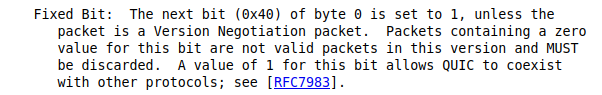 Fixed Bit:  The next bit (0x40) of byte 0 is set to 1, unless the
packet is a Version Negotiation packet.  Packets containing a zero
value for this bit are not valid packets in this version and MUST
be discarded.  A value of 1 for this bit allows QUIC to coexist
with other protocols; see [RFC7983].